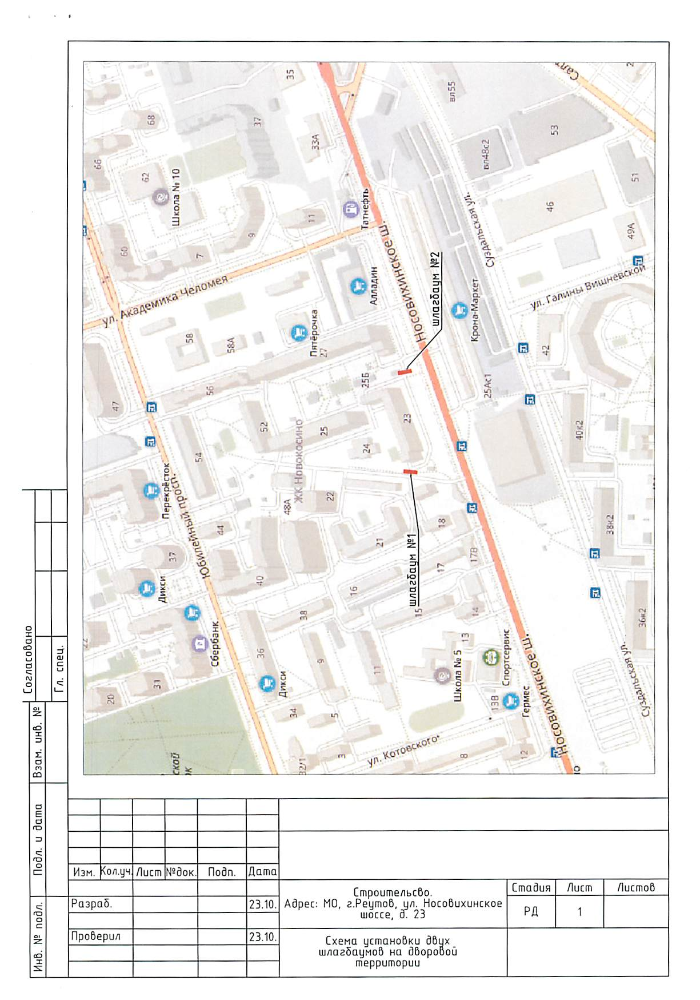 35
68
37
33А
вл55
Салт
2
66
62
Школа № 10
вл48с2
53
51
11
Татнефть
9
7
60
Носовихинское ш.
Суздальская ул.
46
49А
ул. Академика Челомея
Алладин
шлагбаум №2
Крона-Маркет
ул. Галины Вишневской
58
58А
Пятёрочка
27
42
47
56
25Б
25Ас1
52
25
23
40к2
54
24
ЖК Новокосино
Перекрёсток
Юбилейный просп.
48А
22
44
21
18
38к2
37
Дикси
40
16
17
17В
шлагбаум №1
Сбербанк
38
15
14
36к2
22
36
9
11
13
Школа № 5
Спортсервис
Носовихинское ш.
Суздальская ул.
20
31
Дикси
34
5
13В
Гермес
ул. Котовского
32/1
3
8
12
ской
Согласовано
Гл. спец.
Взам. инв. №
Подл. и дата
Инв. № подл.
Изм. Кол.уч. Лист №док. Подп. Дата
Разраб. 23.10.
Проверил 23.10.
Строительсво.
Адрес: МО, г.Реутов, ул. Носовихинское
шоссе, д. 23
Стадия Лист Листов
РД 1
Схема установки двух
шлагбаумов на дворовой
территории